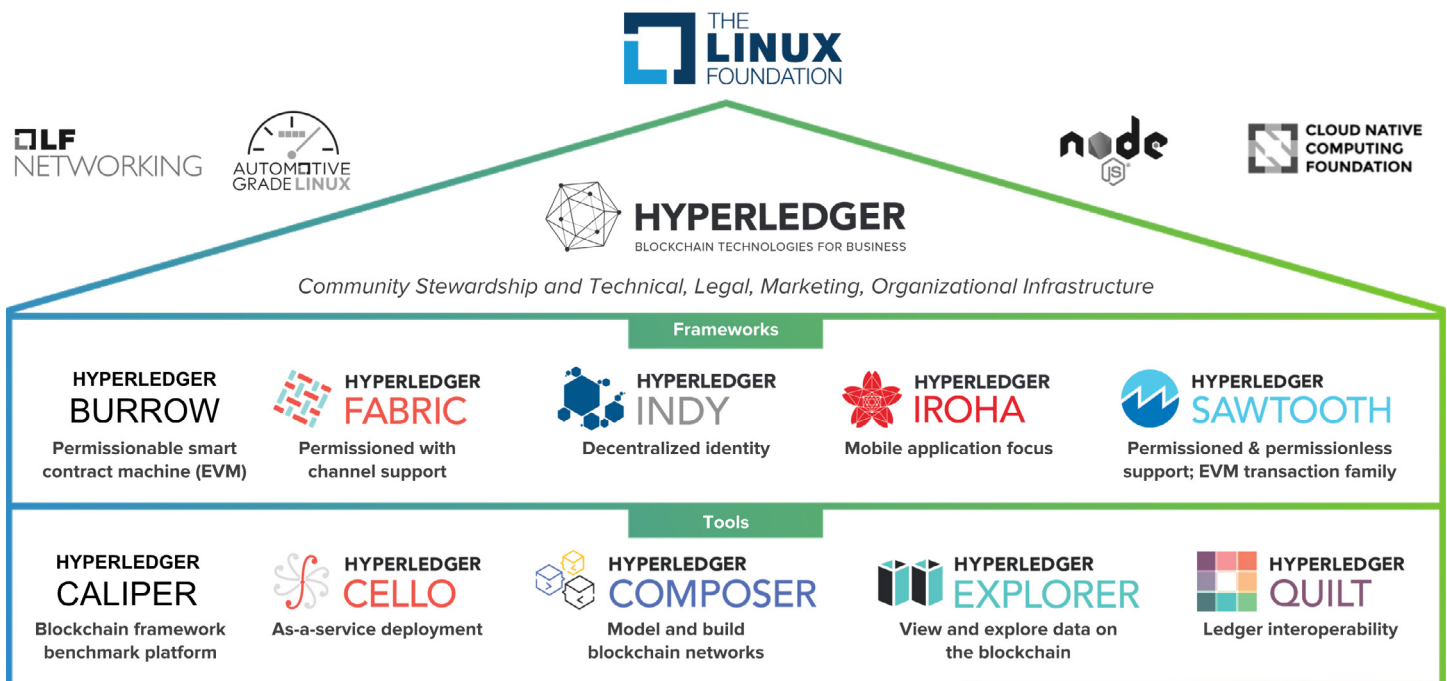 THE
LINUX
FOUNDATION
LF
NETWORKING
AUTOMOTIVE
GRADE LINUX
node
JS
CLOUD NATIVE
COMPUTING
FOUNDATION
HYPERLEDGER
BLOCKCHAIN TECHNOLOGIES FOR BUSINESS
Community Stewardship and Technical, Legal, Marketing, Organizational Infrastructure
Frameworks
HYPERLEDGER
BURROW
Permissionable smart
contract machine (EVM)
HYPERLEDGER
FABRIC
Permissioned with
channel support
HYPERLEDGER
INDY
Decentralized identity
HYPERLEDGER
IROHA
Mobile application focus
HYPERLEDGER
SAWTOOTH
Permissioned & permissionless
support; EVM transaction family
Tools
HYPERLEDGER
CALIPER
Blockchain framework
benchmark platform
HYPERLEDGER
CELLO
As-a-service deployment
HYPERLEDGER
COMPOSER
Model and build
blockchain networks
HYPERLEDGER
EXPLORER
View and explore data on
the blockchain
HYPERLEDGER
QUILT
Ledger interoperability